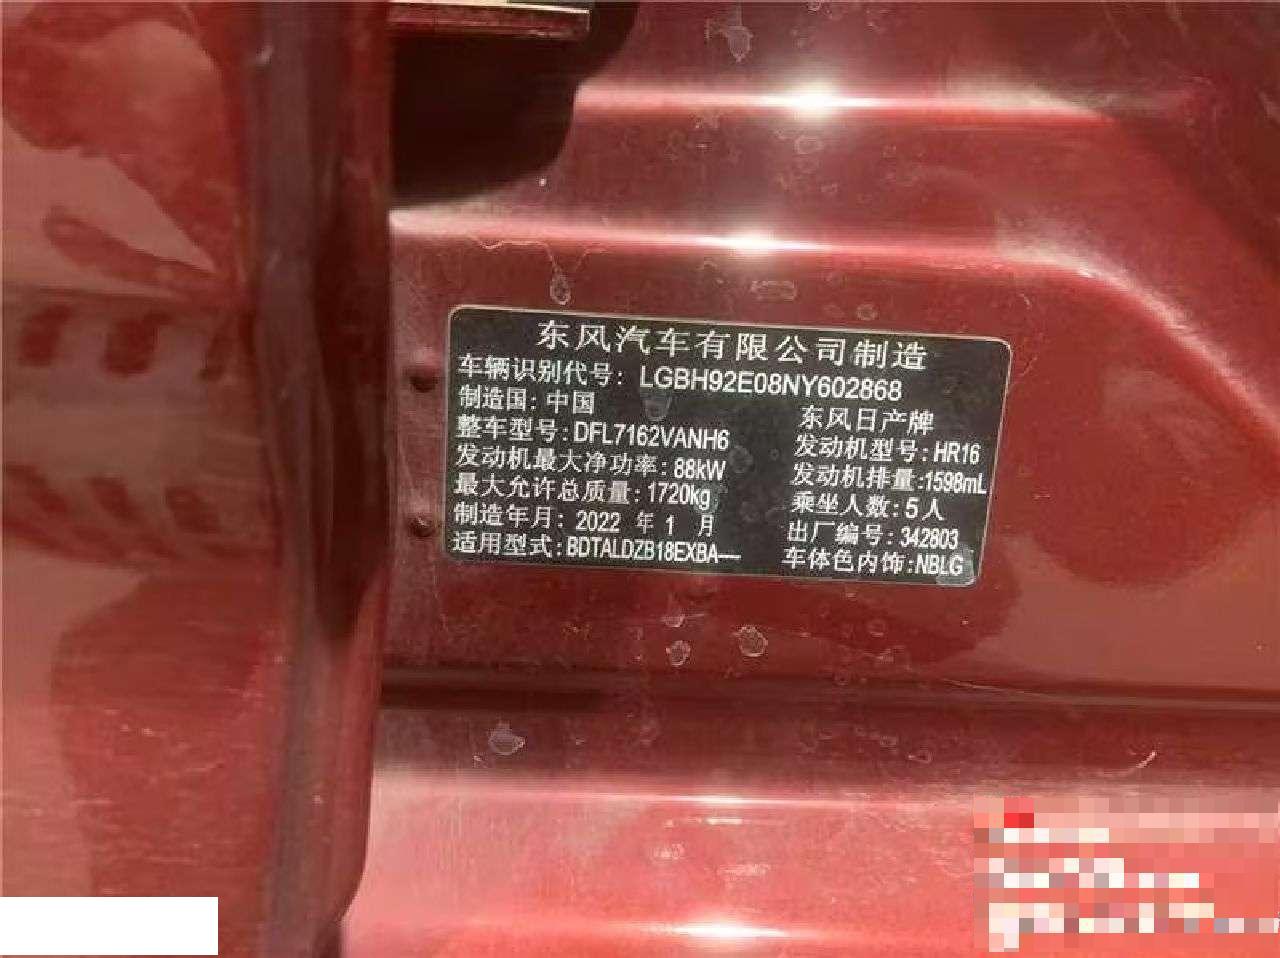 东风汽车有限公司制造
车辆识别代号: LGBH92E08NY602868
制造国: 中国 东风日产牌
整车型号: DFL7162VANH6 发动机型号: HR16
发动机最大净功率: 88kW 发动机排量: 1598mL
最大允许总质量: 1720kg 乘坐人数: 5人
制造年月: 2022 年 1 月 出厂编号: 342803
适用型式: BDTALDZB18EXBA— 车体色内饰: NBLG